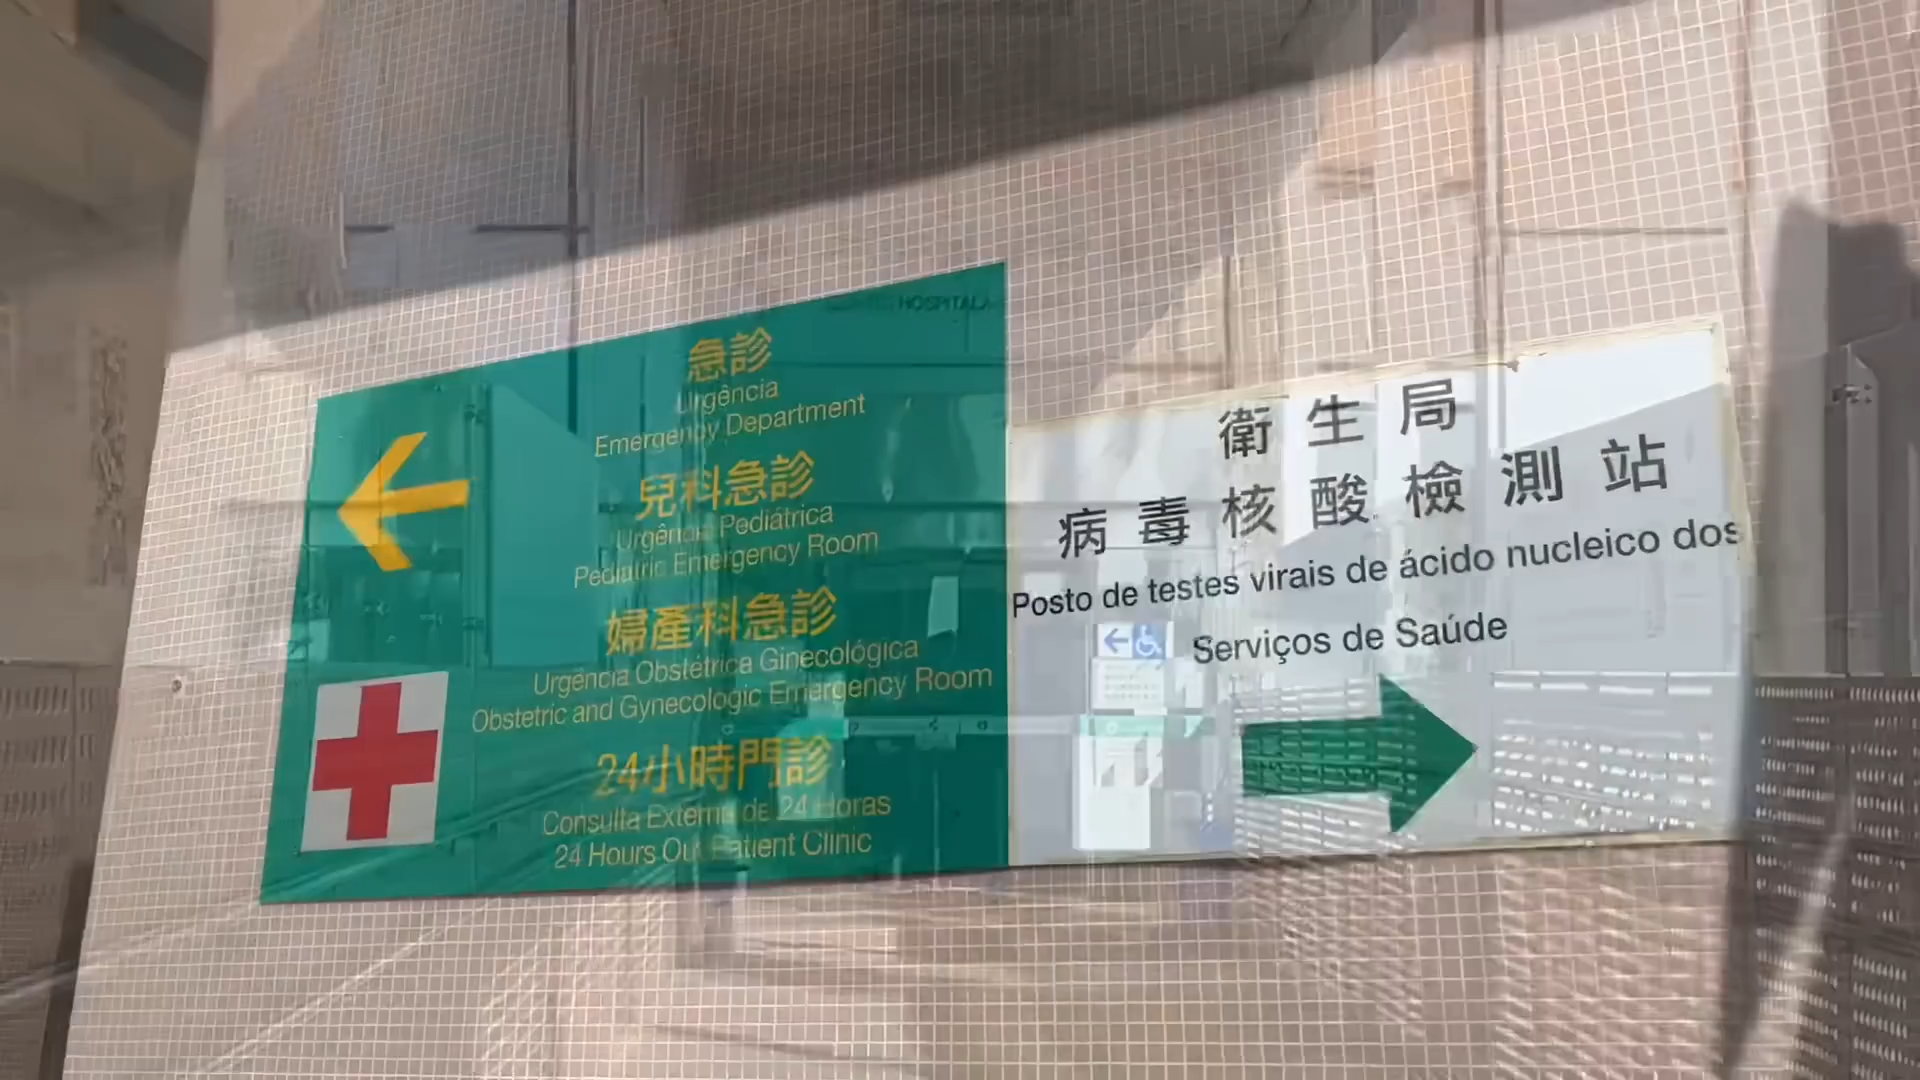 HOSPITALA
急診
Urgência
Emergency Department
兒科急診
Urgência Pediátrica
Pediatric Emergency Room
婦產科急診
Urgência Obstétrica Ginecológica
Obstetric and Gynecologic Emergency Room
24小時門診
Consulta Externa de 24 Horas
24 Hours Out Patient Clinic
衛生局
病毒核酸檢測站
Posto de testes virais de ácido nucleico dos
Serviços de Saúde